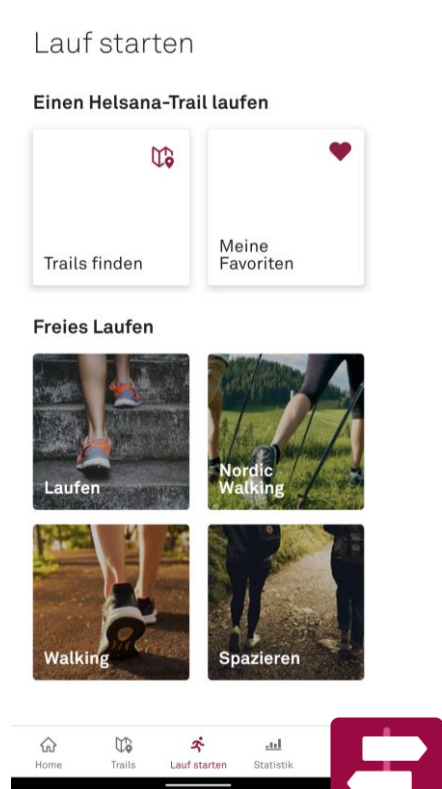 Lauf starten
Einen Helsana-Trail laufen
Trails finden
Meine
Favoriten
Freies Laufen
Laufen
Nordic
Walking
Walking
Spazieren
Home
Trails
Lauf starten
Statistik